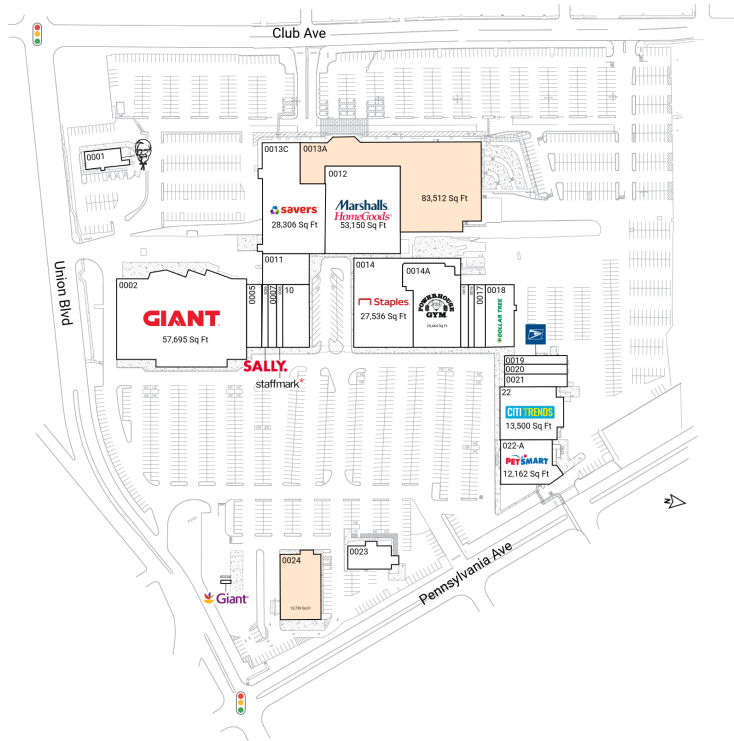 Club Ave
0001
0013C
0013A
0012
83,512 Sq Ft
savers
28,306 Sq Ft
Marshalls.
HomeGoods
53,150 Sq Ft
Union Blvd
0002
GIANT
57,695 Sq Ft
0011
0005
0007
10
0014
Staples
27,536 Sq Ft
0014A
POWERHOUSE
GYM
0017
0018
DOLLAR TREE
SALLY.
staffmark
0019
0020
0021
22
CITI TRENDS
13,500 Sq Ft
022-A
PETSMART
12,162 Sq Ft
N
0023
0024
Giant
Pennsylvania Ave